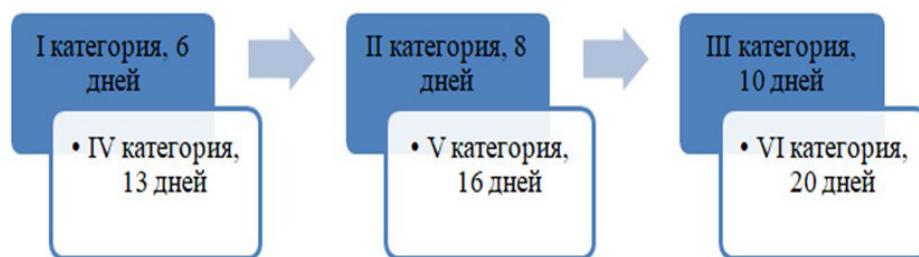 I категория, 6
дней
• IV категория,
13 дней
II категория, 8
дней
• V категория,
16 дней
III категория,
10 дней
• VI категория,
20 дней